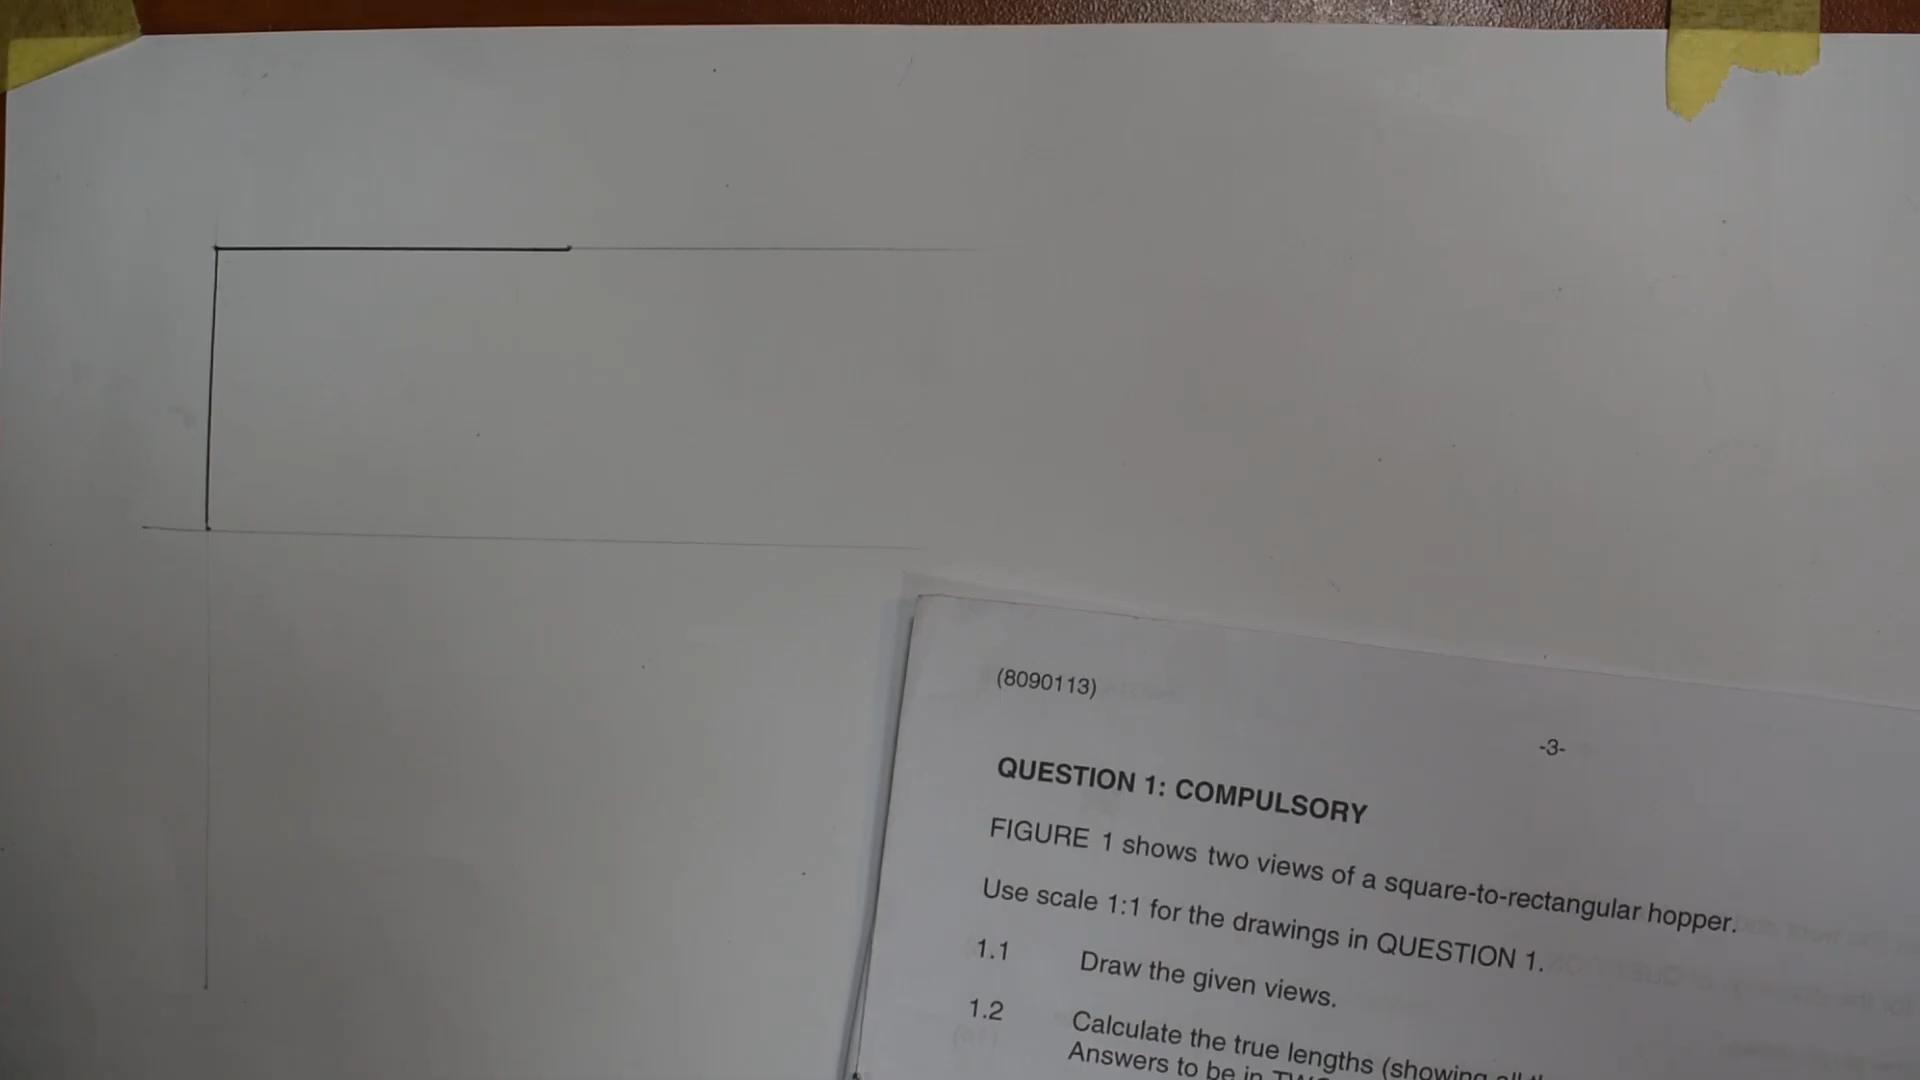 (8090113)
-3-
QUESTION 1: COMPULSORY
FIGURE 1 shows two views of a square-to-rectangular hopper.
Use scale 1:1 for the drawings in QUESTION 1.
1.1 Draw the given views.
1.2 Calculate the true lengths (showing all
Answers to be in